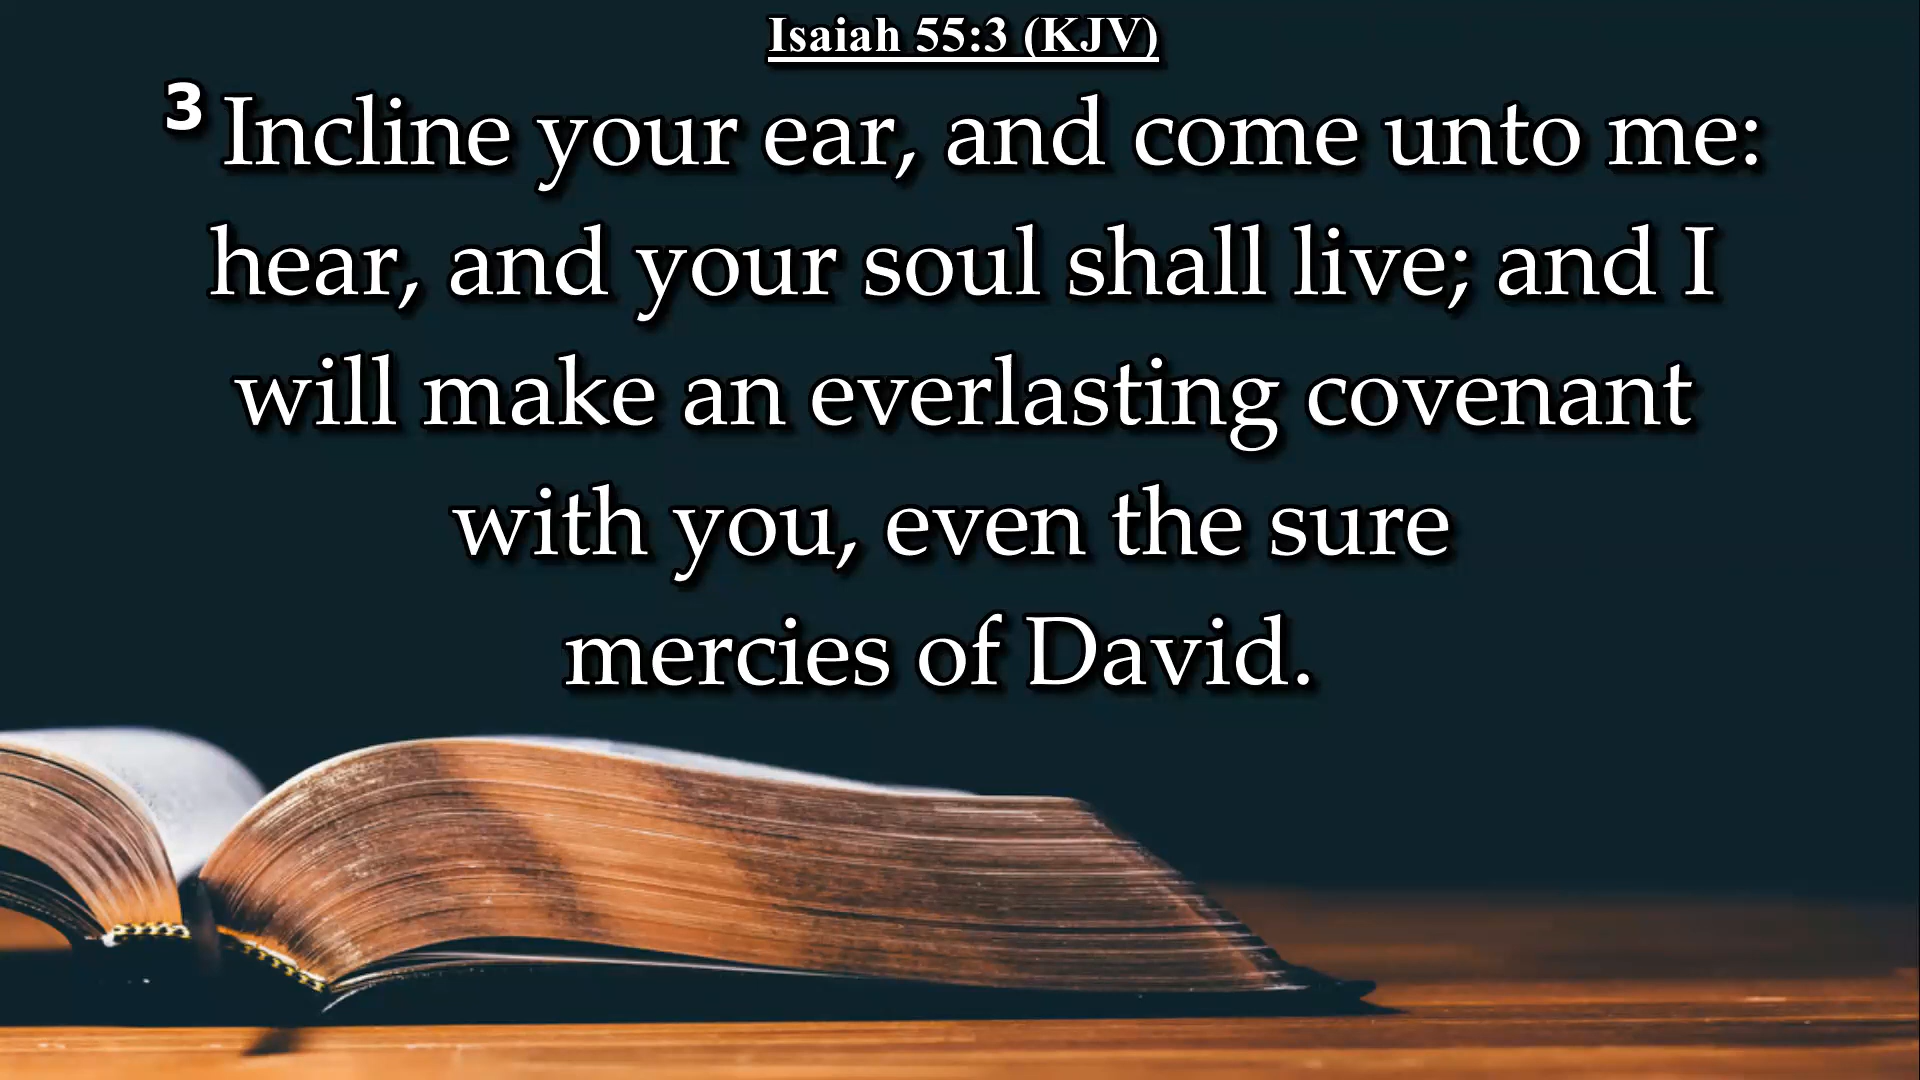 Isaiah 55:3 (KJV)
3 Incline your ear, and come unto me:
hear, and your soul shall live; and I
will make an everlasting covenant
with you, even the sure
mercies of David.